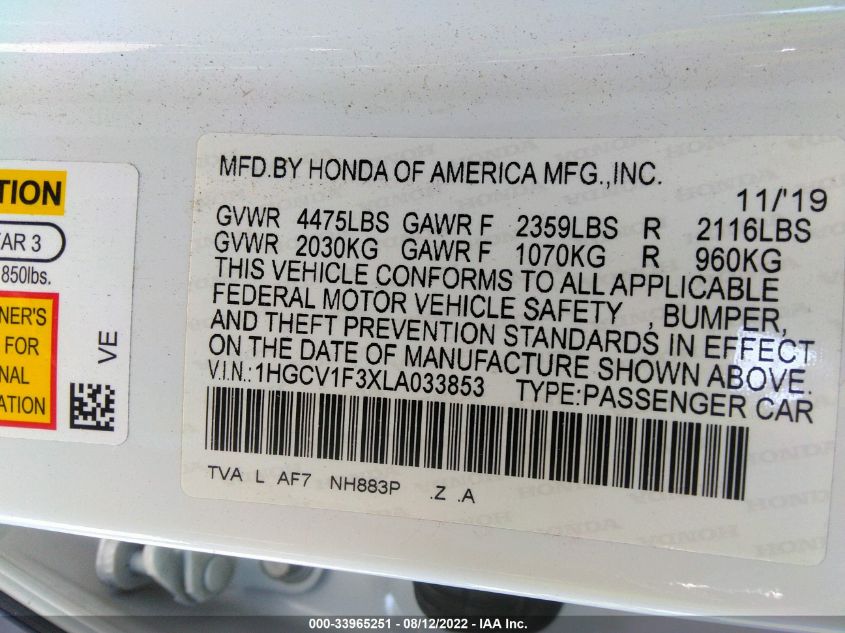 TION
TAR 3
850lbs.
NER'S
FOR
NAL
ATION
VE
MFD.BY HONDA OF AMERICA MFG.,INC.
11/'19
GVWR 4475LBS GAWR F 2359LBS R 2116LBS
GVWR 2030KG GAWR F 1070KG R 960KG
THIS VEHICLE CONFORMS TO ALL APPLICABLE
FEDERAL MOTOR VEHICLE SAFETY , BUMPER,
AND THEFT PREVENTION STANDARDS IN EFFECT
ON THE DATE OF MANUFACTURE SHOWN ABOVE.
V.I.N.:1HGCV1F3XLA033853 TYPE:PASSENGER CAR
TVA L AF7 NH883P .Z .A
000-33965251 - 08/12/2022 - IAA Inc.